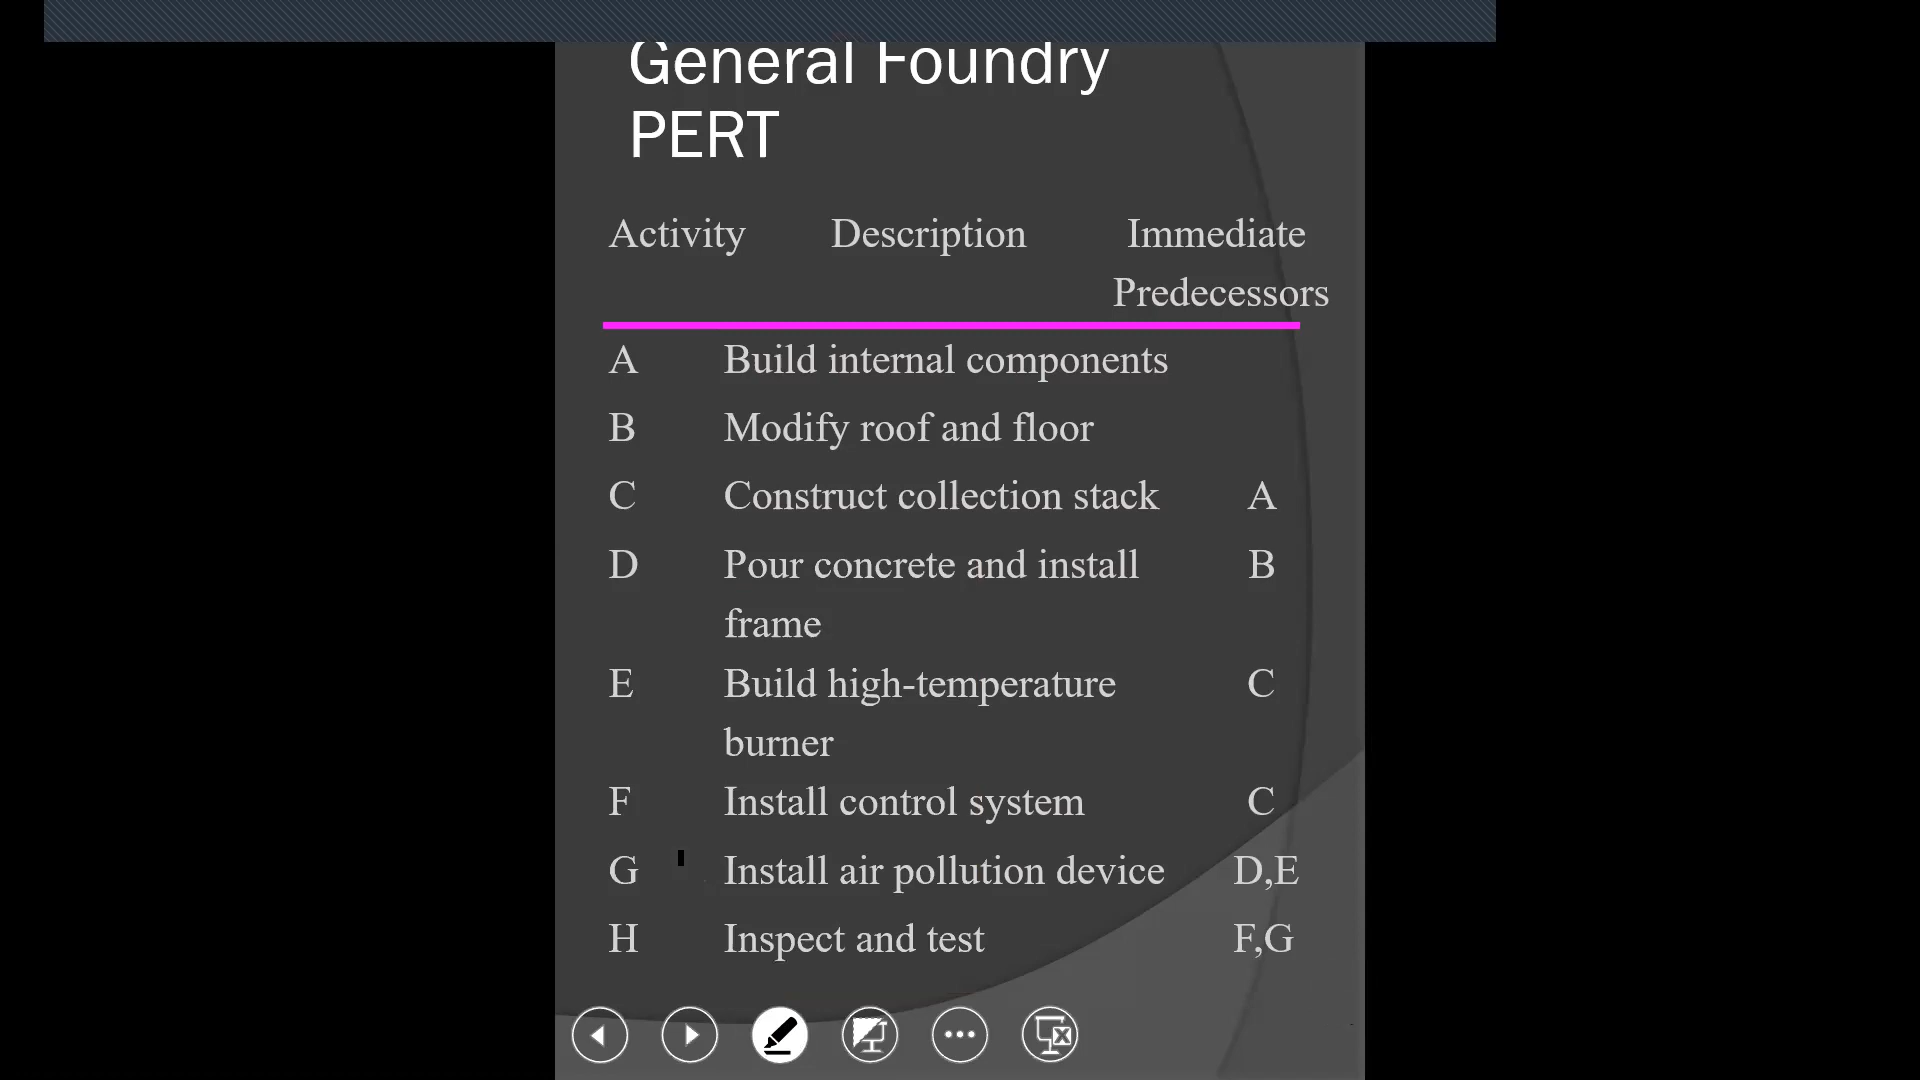 General Foundry
PERT
Activity Description Immediate
Predecessors
A Build internal components
B Modify roof and floor
C Construct collection stack A
D Pour concrete and install B
frame
E Build high-temperature C
burner
F Install control system C
G Install air pollution device D,E
H Inspect and test F,G